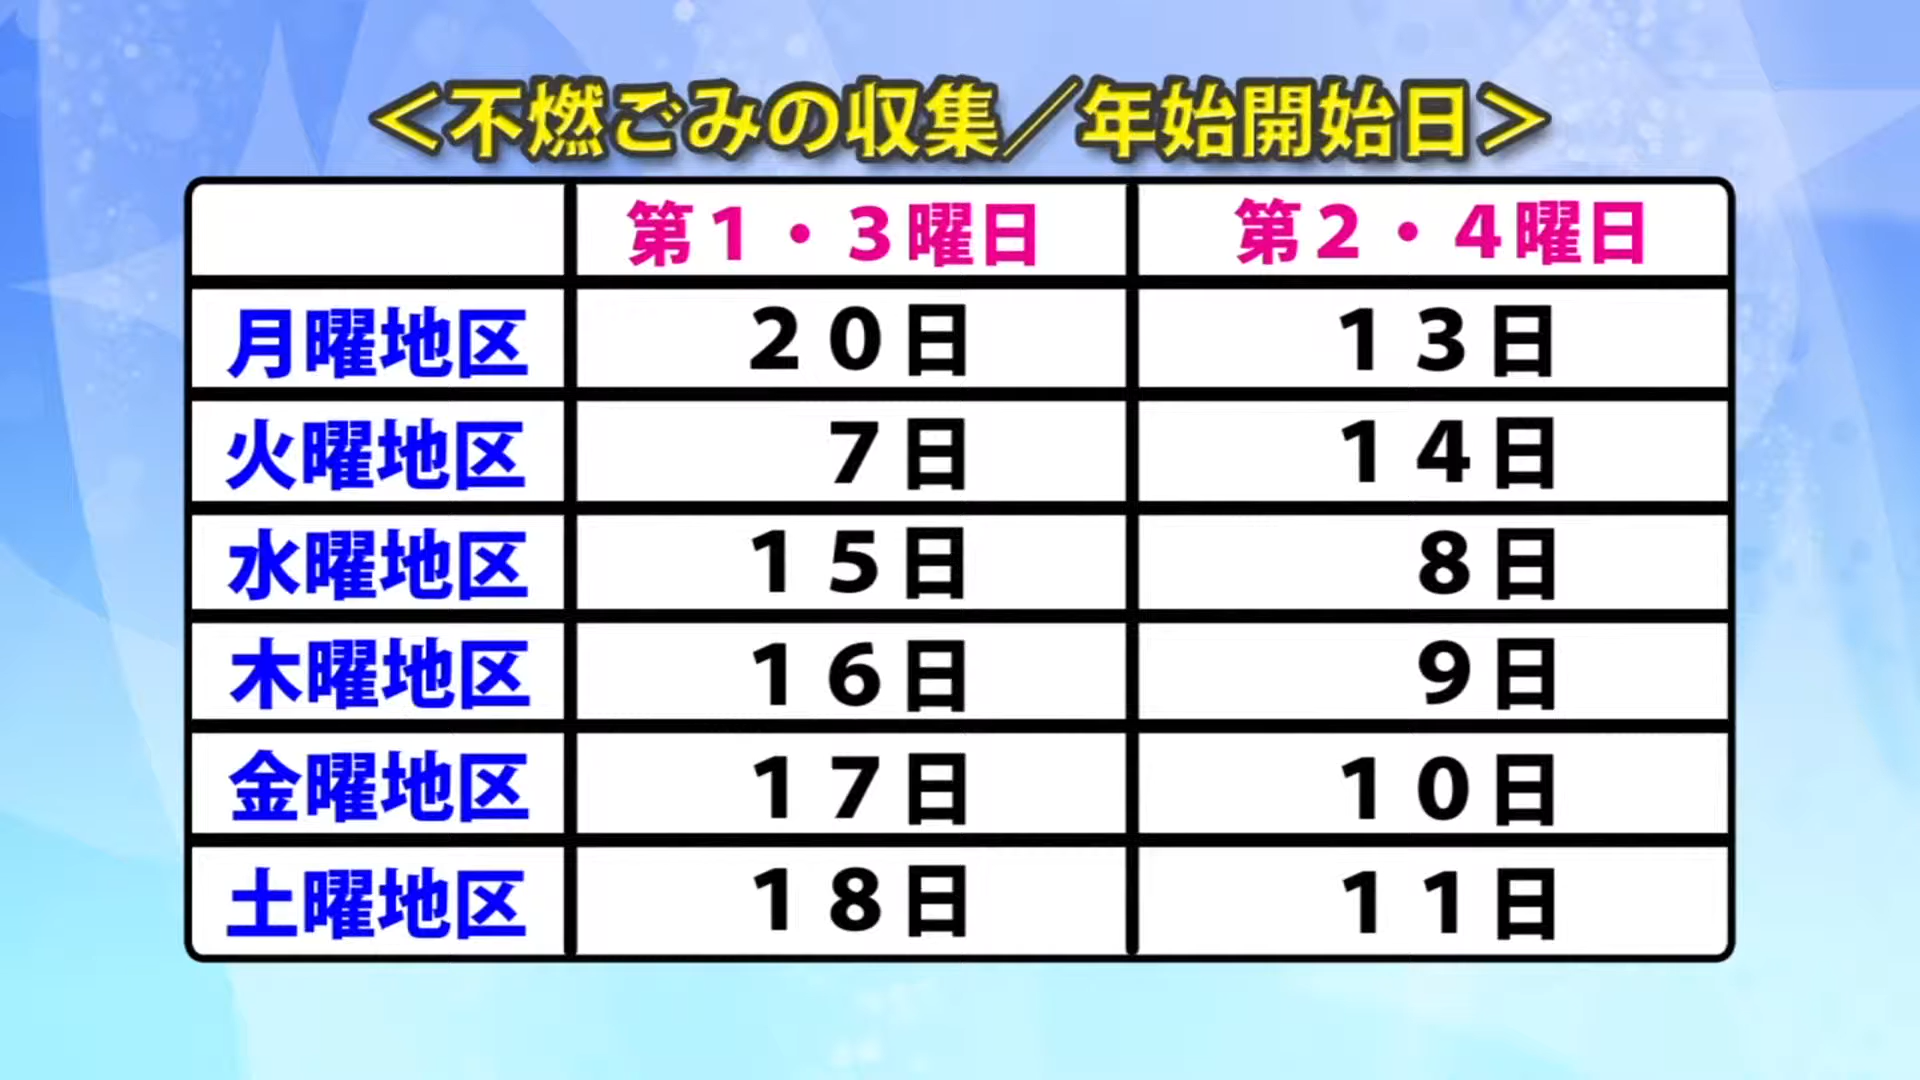 ＜不燃ごみの収集／年始開始日＞
第１・３曜日　第２・４曜日
月曜地区　２０日　１３日
火曜地区　７日　１４日
水曜地区　１５日　８日
木曜地区　１６日　９日
金曜地区　１７日　１０日
土曜地区　１８日　１１日